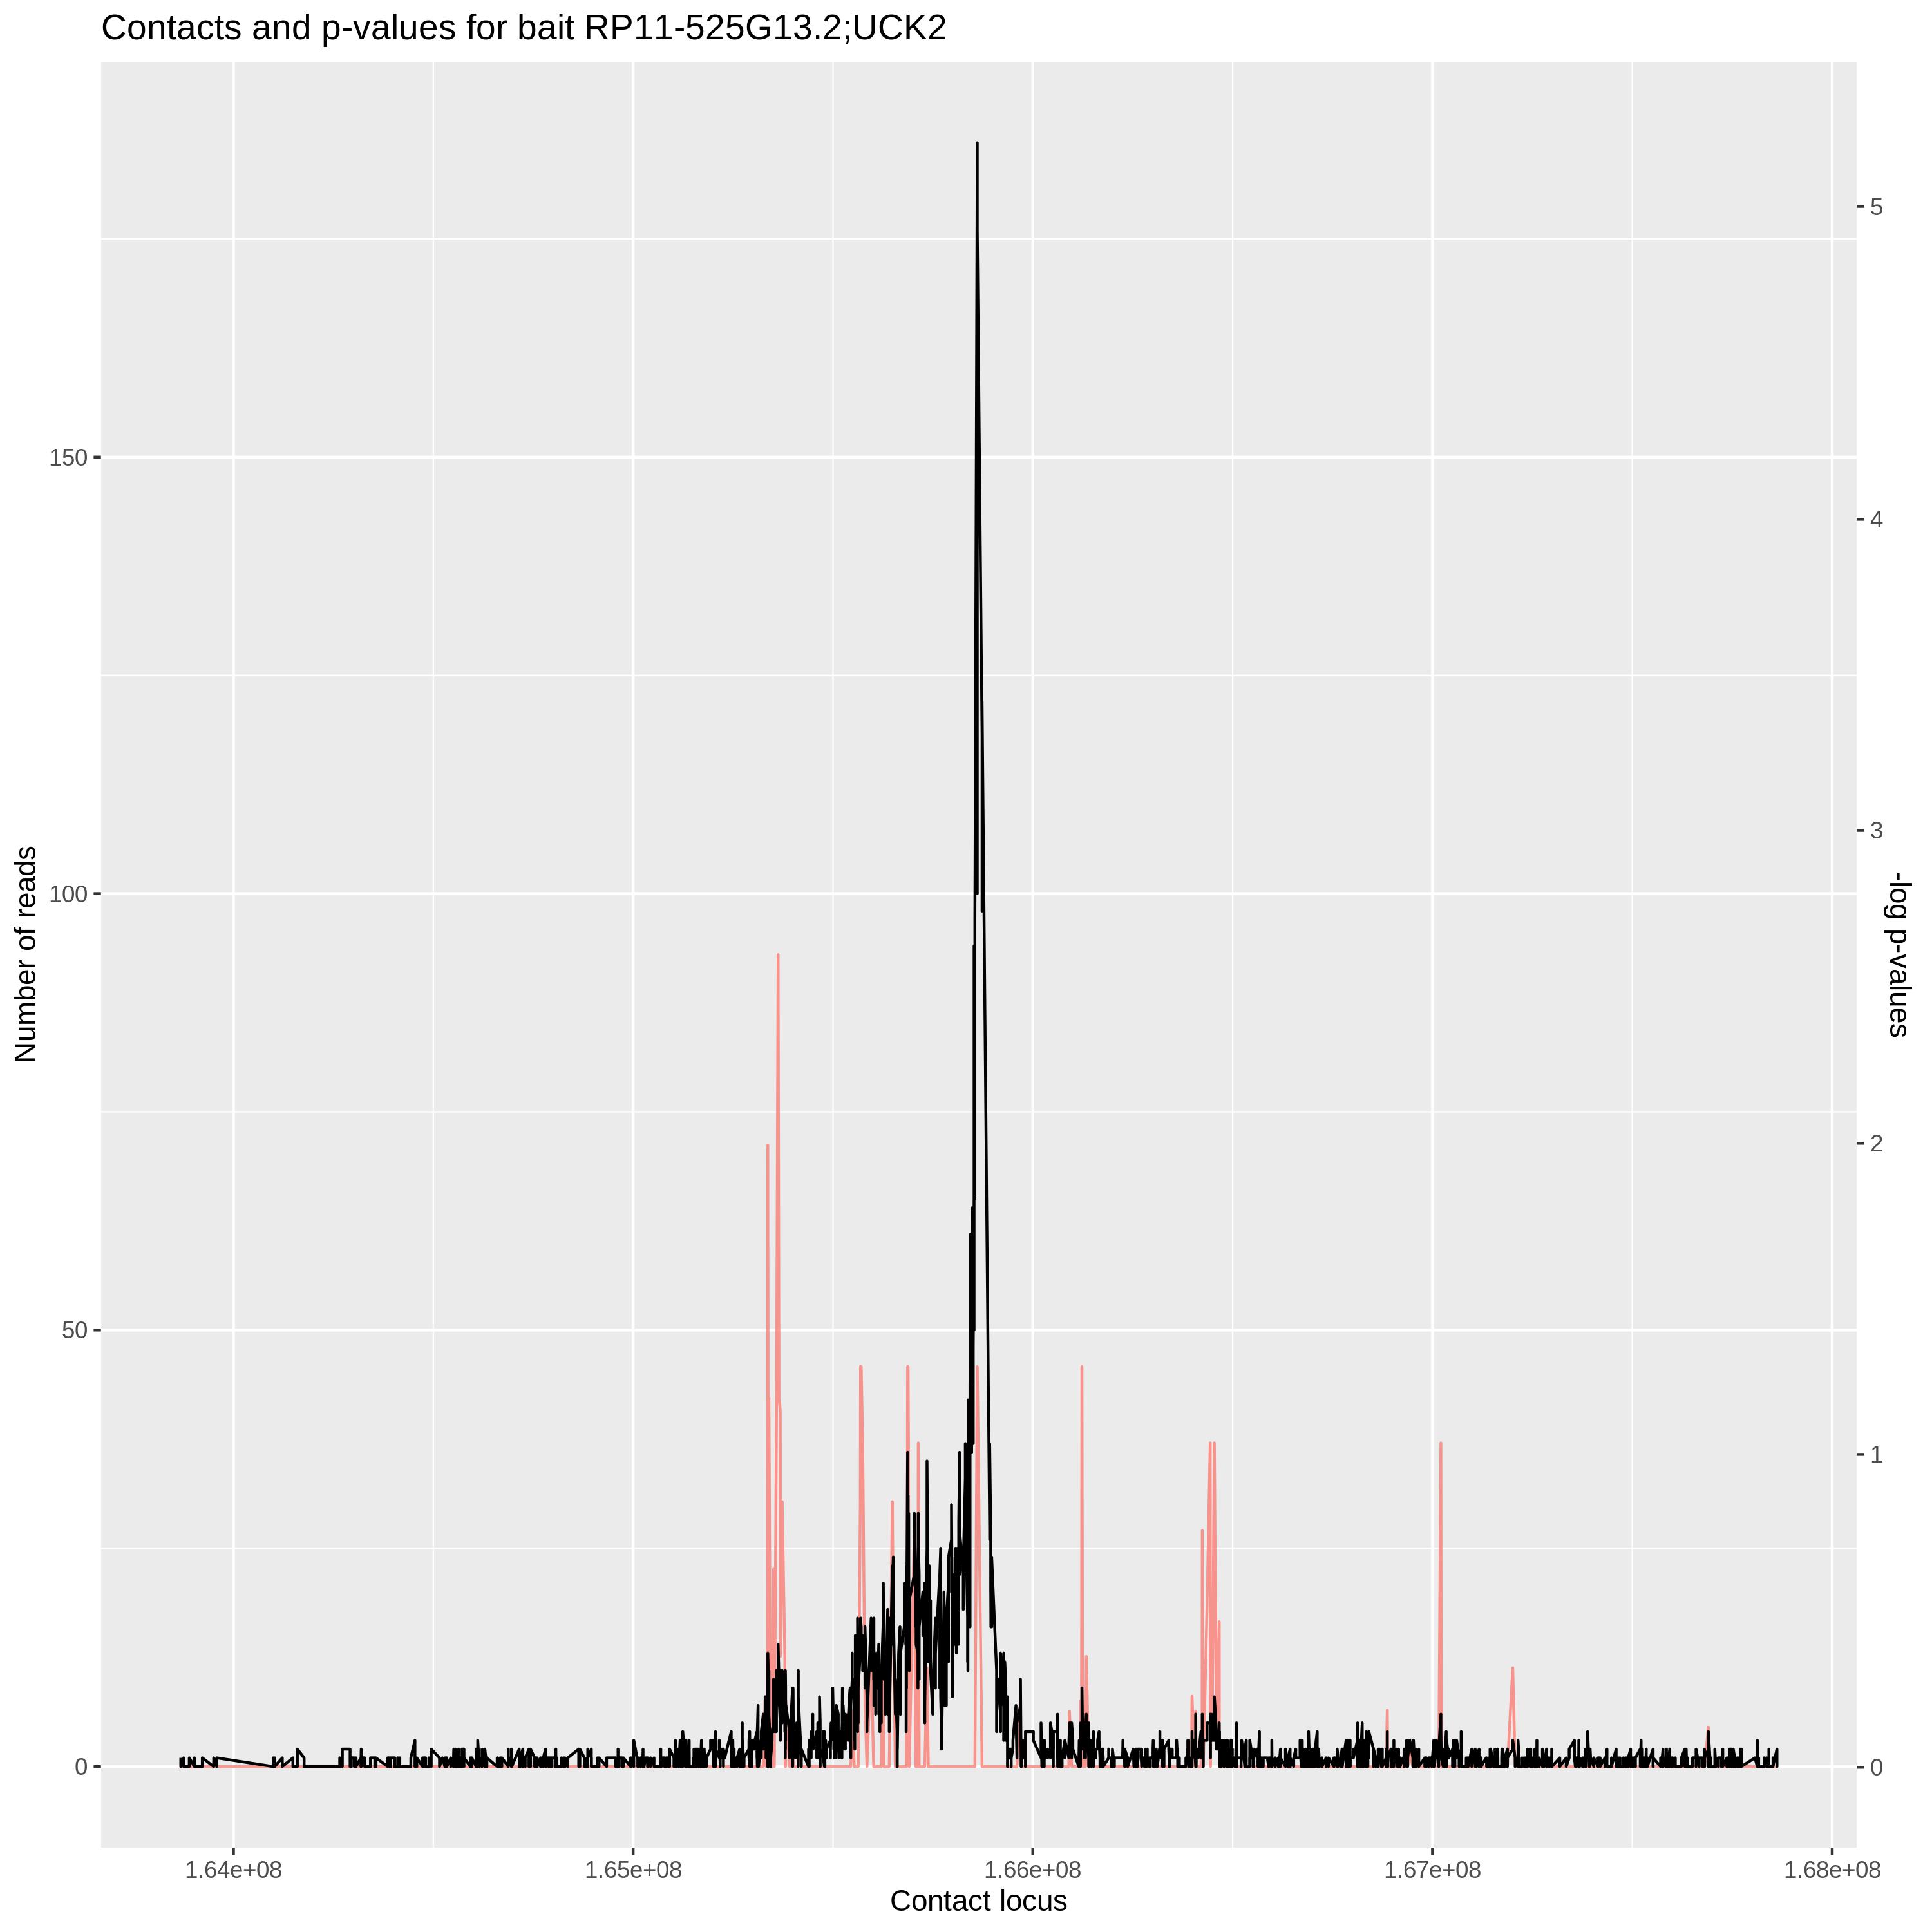 Contacts and p-values for bait RP11-525G13.2;UCK2
Number of reads
150
100
50
0
5
4
3
2
1
0
-log p-values
1.64e+08
1.65e+08
1.66e+08
1.67e+08
1.68e+08
Contact locus